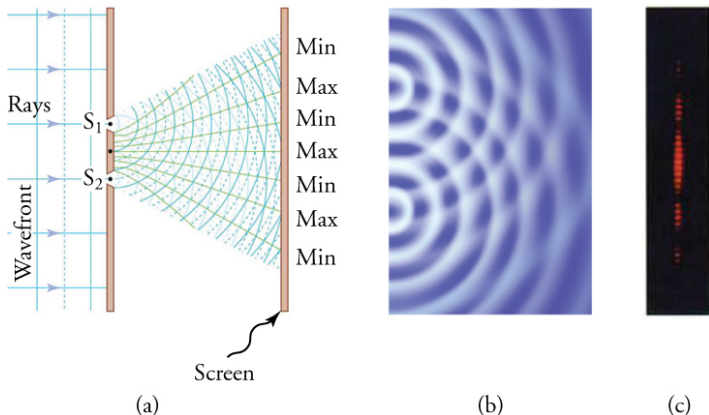 Min
Max
Rays
Min
S1
Max
S2
Min
Wavefront
Max
Min
Screen
(a)
(b)
(c)